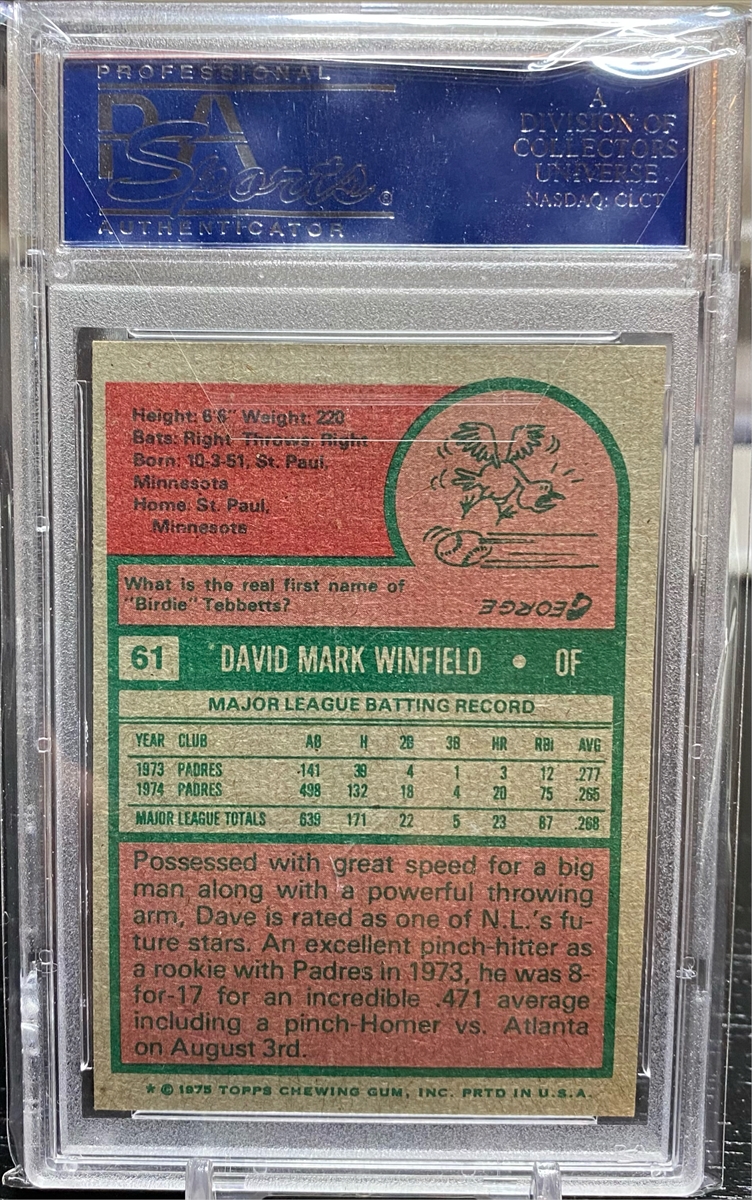 PROFESSIONAL
PSA
Sports®
AUTHENTICATOR
A
DIVISION OF
COLLECTORS
UNIVERSE
NASDAQ: CLCT
Height: 6'6" Weight: 220
Bats: Right Throws: Right
Born: 10-3-51, St. Paul,
Minnesota
Home: St. Paul,
Minnesota
What is the real first name of
"Birdie" Tebbetts?
GEORGE
61 *DAVID MARK WINFIELD • OF
MAJOR LEAGUE BATTING RECORD
YEAR CLUB AB H 2B 3B HR RBI AVG
1973 PADRES 141 39 4 1 3 12 .277
1974 PADRES 498 132 18 4 20 75 .265
MAJOR LEAGUE TOTALS 639 171 22 5 23 87 .268
Possessed with great speed for a big
man, along with a powerful throwing
arm, Dave is rated as one of N.L.'s fu-
ture stars. An excellent pinch-hitter as
a rookie with Padres in 1973, he was 8-
for-17 for an incredible .471 average
including a pinch-Homer vs. Atlanta
on August 3rd.
* © 1975 TOPPS CHEWING GUM, INC. PRTD IN U.S.A.